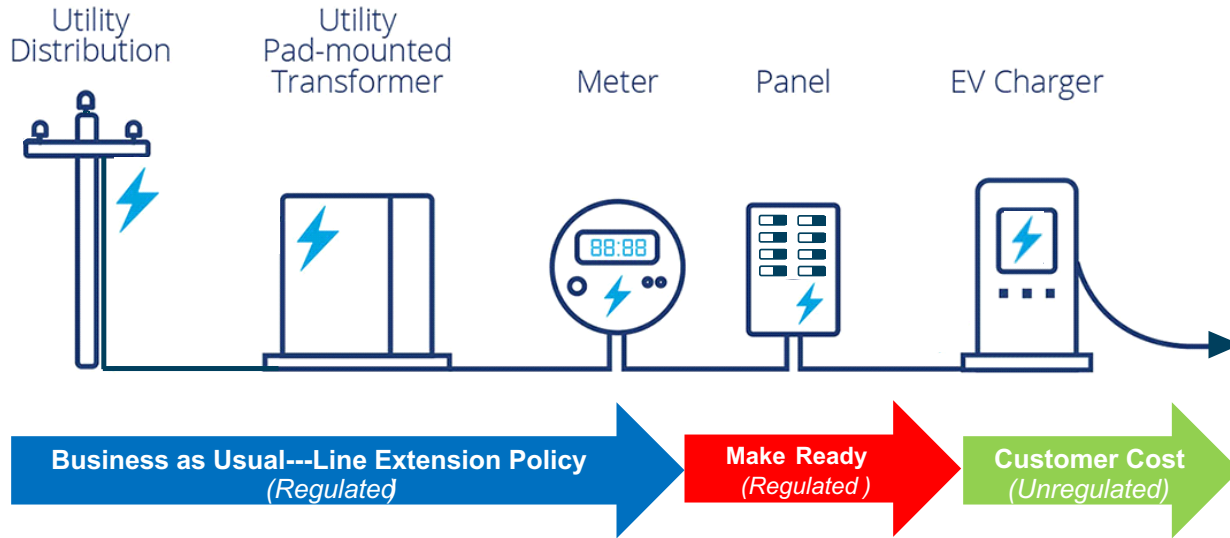 Utility
Distribution
Utility
Pad-mounted
Transformer
Meter
Panel
EV Charger
88:88
Business as Usual---Line Extension Policy
(Regulated)
Make Ready
(Regulated )
Customer Cost
(Unregulated)